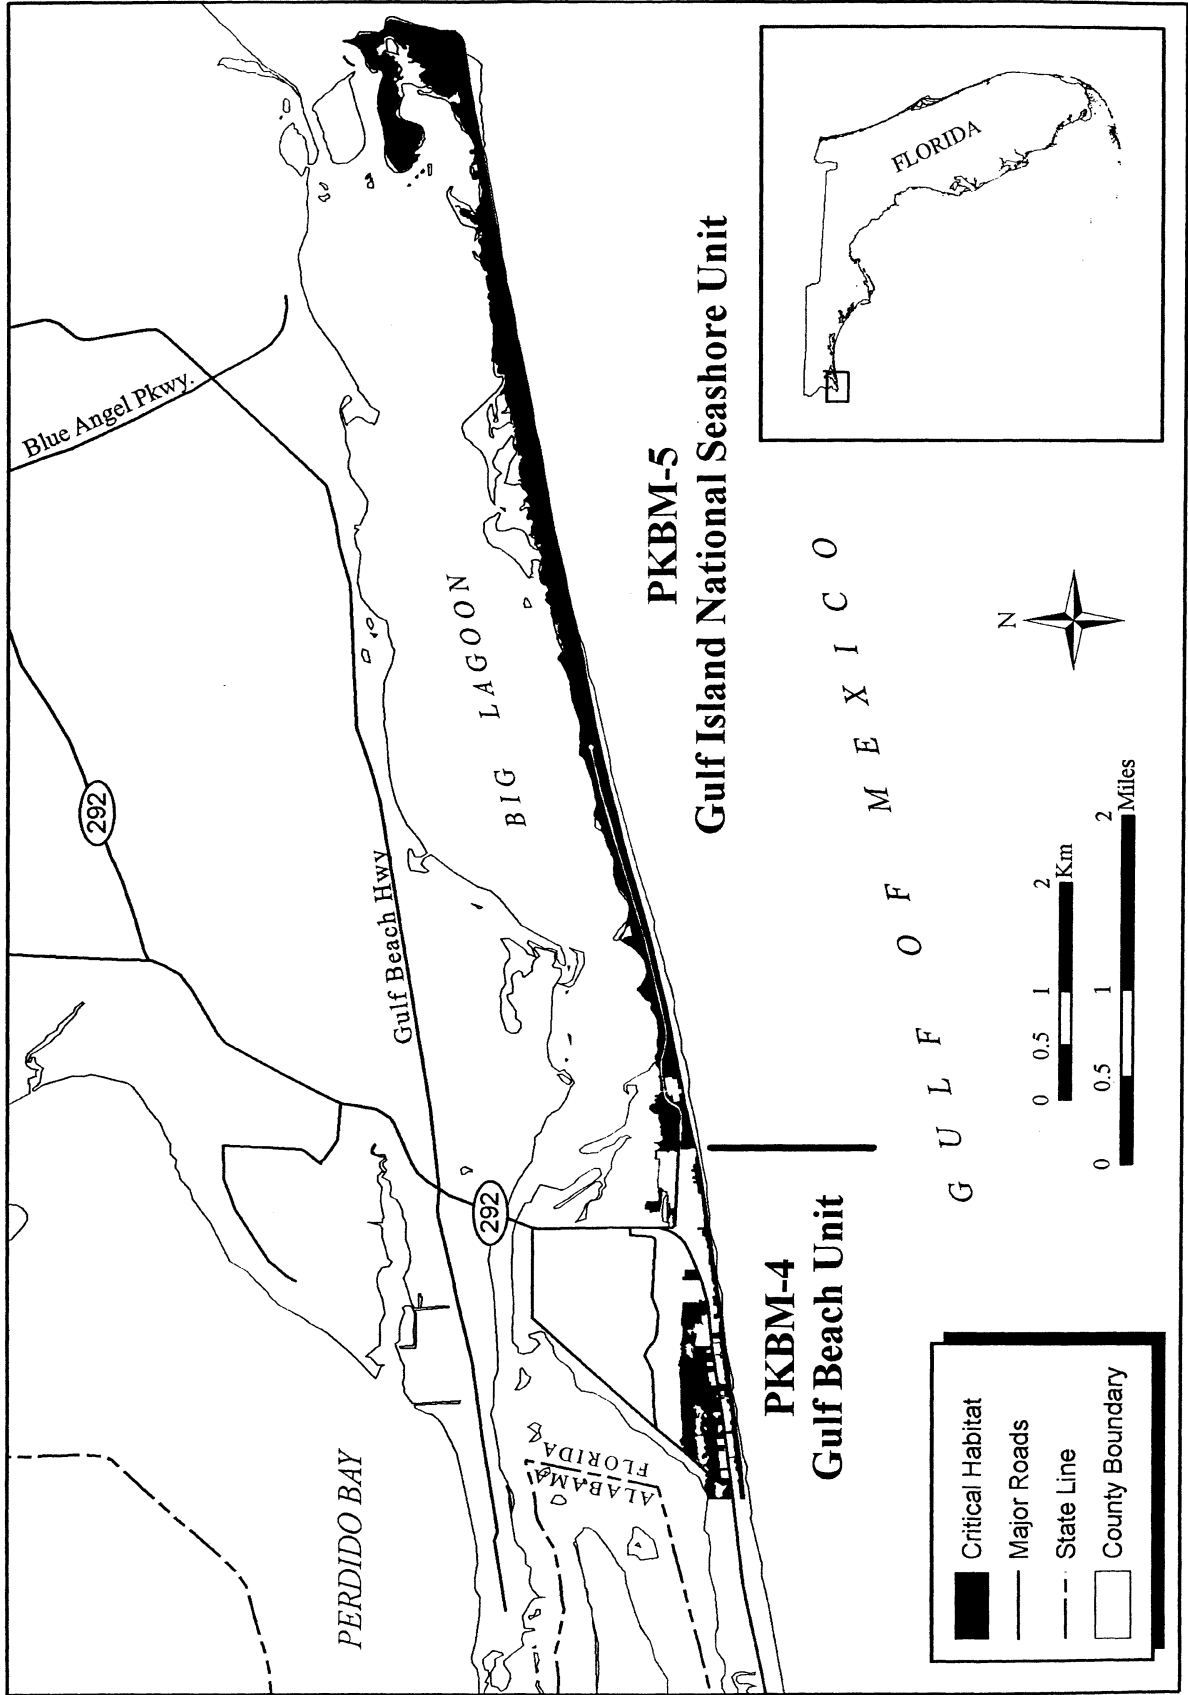 Blue Angel Pkwy.
292
Gulf Beach Hwy
292
PERDIDO BAY
BIG LAGOON
ALABAMA
FLORIDA
PKBM-5
Gulf Island National Seashore Unit
PKBM-4
Gulf Beach Unit
GULF OF MEXICO
FLORIDA
N
0 0.5 1 2
Km
0 0.5 1 2
Miles
Critical Habitat
Major Roads
State Line
County Boundary